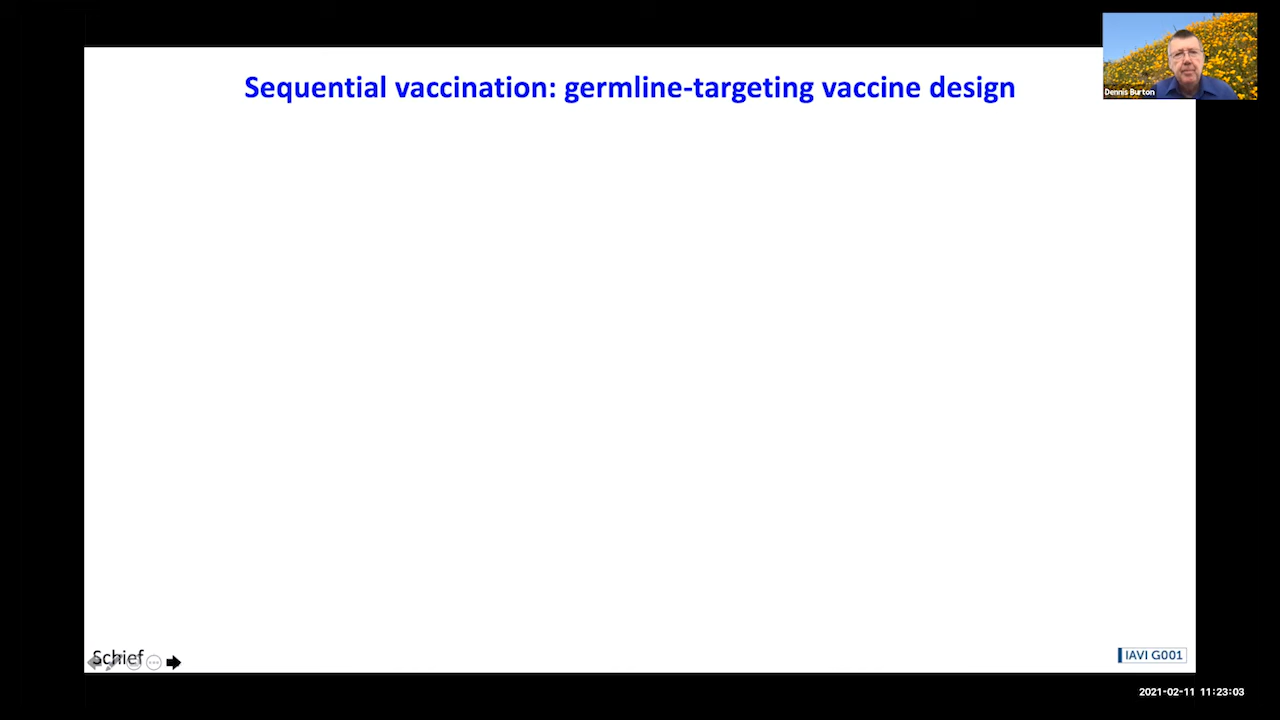 Sequential vaccination: germline-targeting vaccine design
Dennis Burton
Schief
IAVI G001
2021-02-11 11:23:03